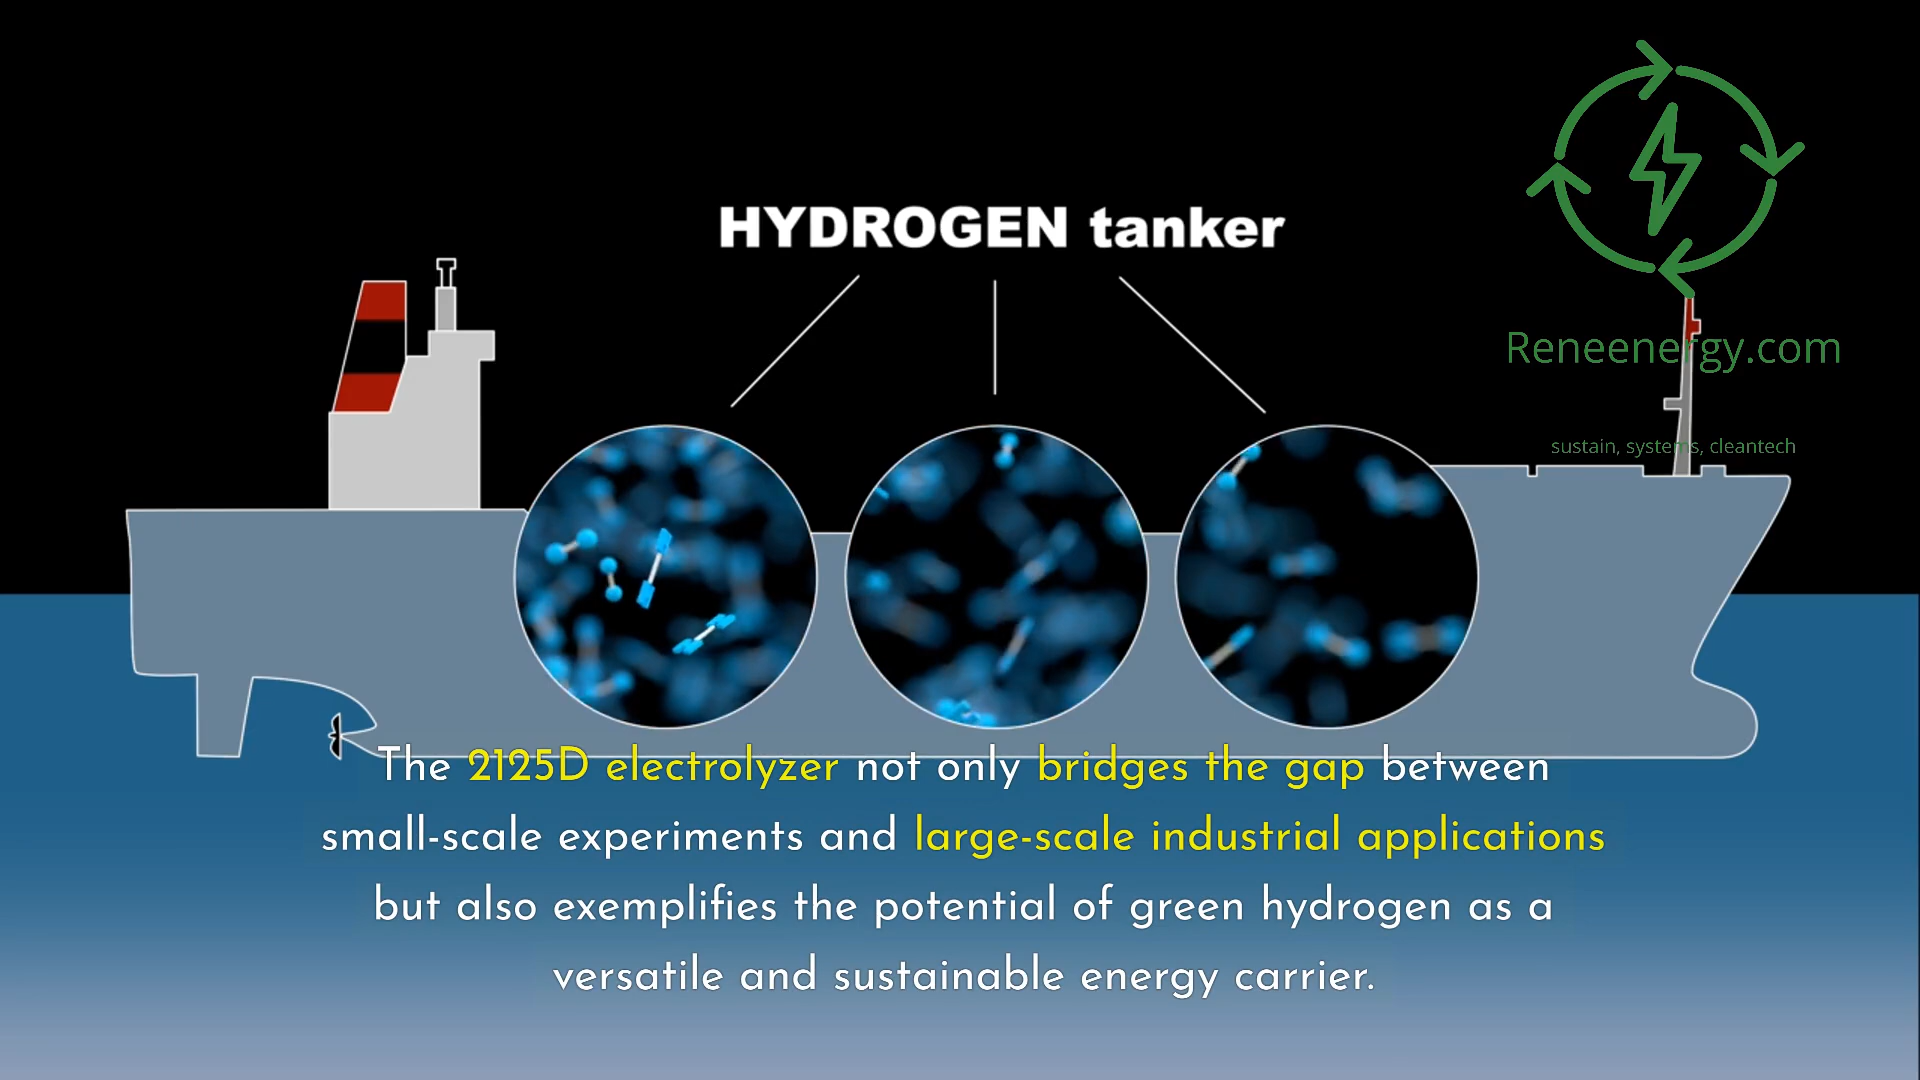 HYDROGEN tanker
Reneenergy.com
sustain, systems, cleantech
The 2125D electrolyzer not only bridges the gap between
small-scale experiments and large-scale industrial applications
but also exemplifies the potential of green hydrogen as a
versatile and sustainable energy carrier.